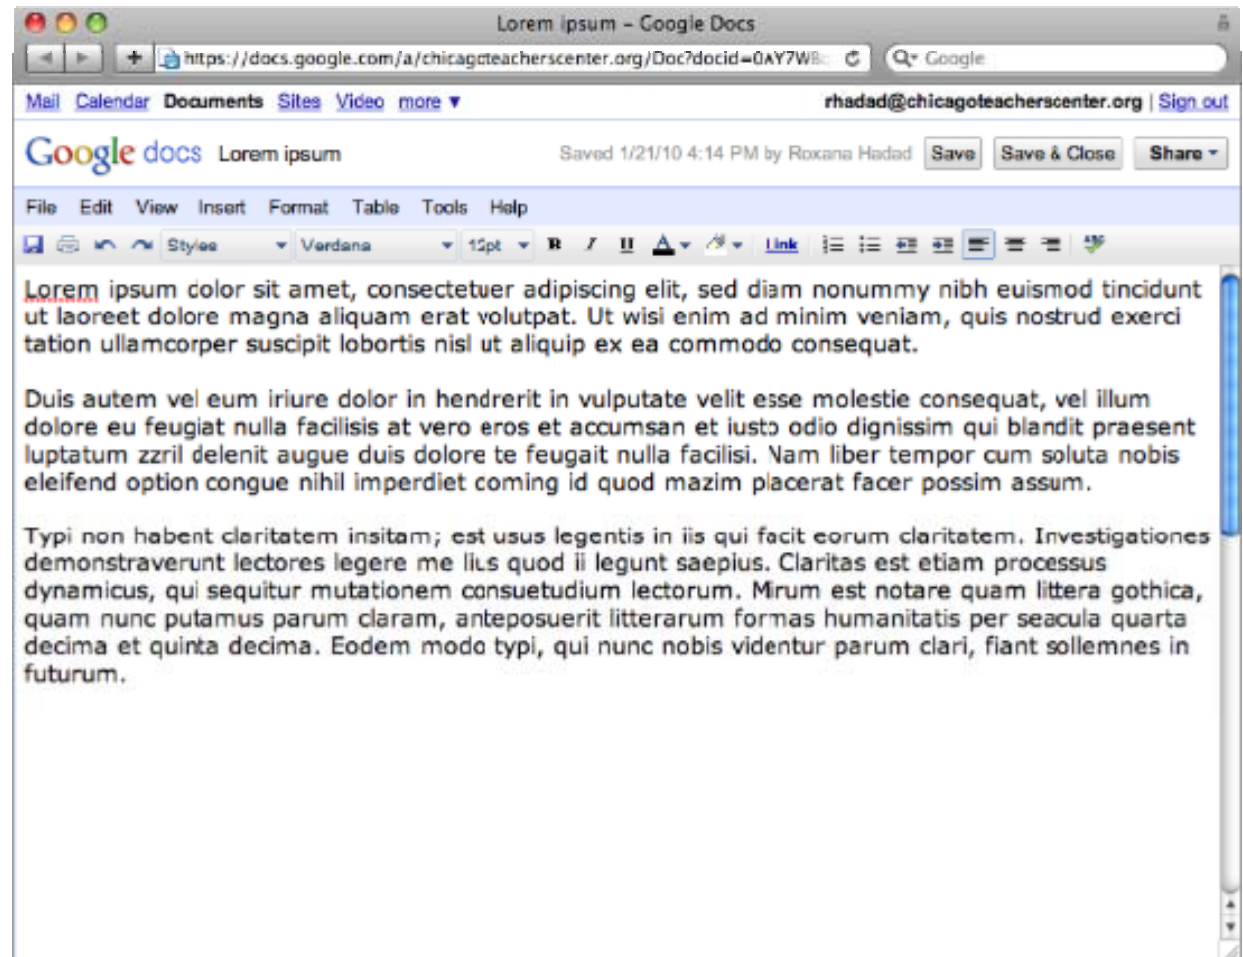 Lorem ipsum – Google Docs
https://docs.google.com/a/chicagoteacherscenter.org/Doc?docid=0AY7WB
Google
Mail Calendar Documents Sites Video more ▼ rhadad@chicagoteacherscenter.org | Sign out
Google docs Lorem ipsum Saved 1/21/10 4:14 PM by Roxana Hadad Save Save & Close Share
File Edit View Insert Format Table Tools Help
Styles Verdana 12pt B I U A Link ABC
Lorem ipsum dolor sit amet, consectetuer adipiscing elit, sed diam nonummy nibh euismod tincidunt
ut laoreet dolore magna aliquam erat volutpat. Ut wisi enim ad minim veniam, quis nostrud exerci
tation ullamcorper suscipit lobortis nisl ut aliquip ex ea commodo consequat.
Duis autem vel eum iriure dolor in hendrerit in vulputate velit esse molestie consequat, vel illum
dolore eu feugiat nulla facilisis at vero eros et accumsan et iusto odio dignissim qui blandit praesent
luptatum zzril delenit augue duis dolore te feugait nulla facilisi. Nam liber tempor cum soluta nobis
eleifend option congue nihil imperdiet doming id quod mazim placerat facer possim assum.
Typi non habent claritatem insitam; est usus legentis in iis qui facit eorum claritatem. Investigationes
demonstraverunt lectores legere me lius quod ii legunt saepius. Claritas est etiam processus
dynamicus, qui sequitur mutationem consuetudium lectorum. Mirum est notare quam littera gothica,
quam nunc putamus parum claram, anteposuerit litterarum formas humanitatis per seacula quarta
decima et quinta decima. Eodem modo typi, qui nunc nobis videntur parum clari, fiant sollemnes in
futurum.